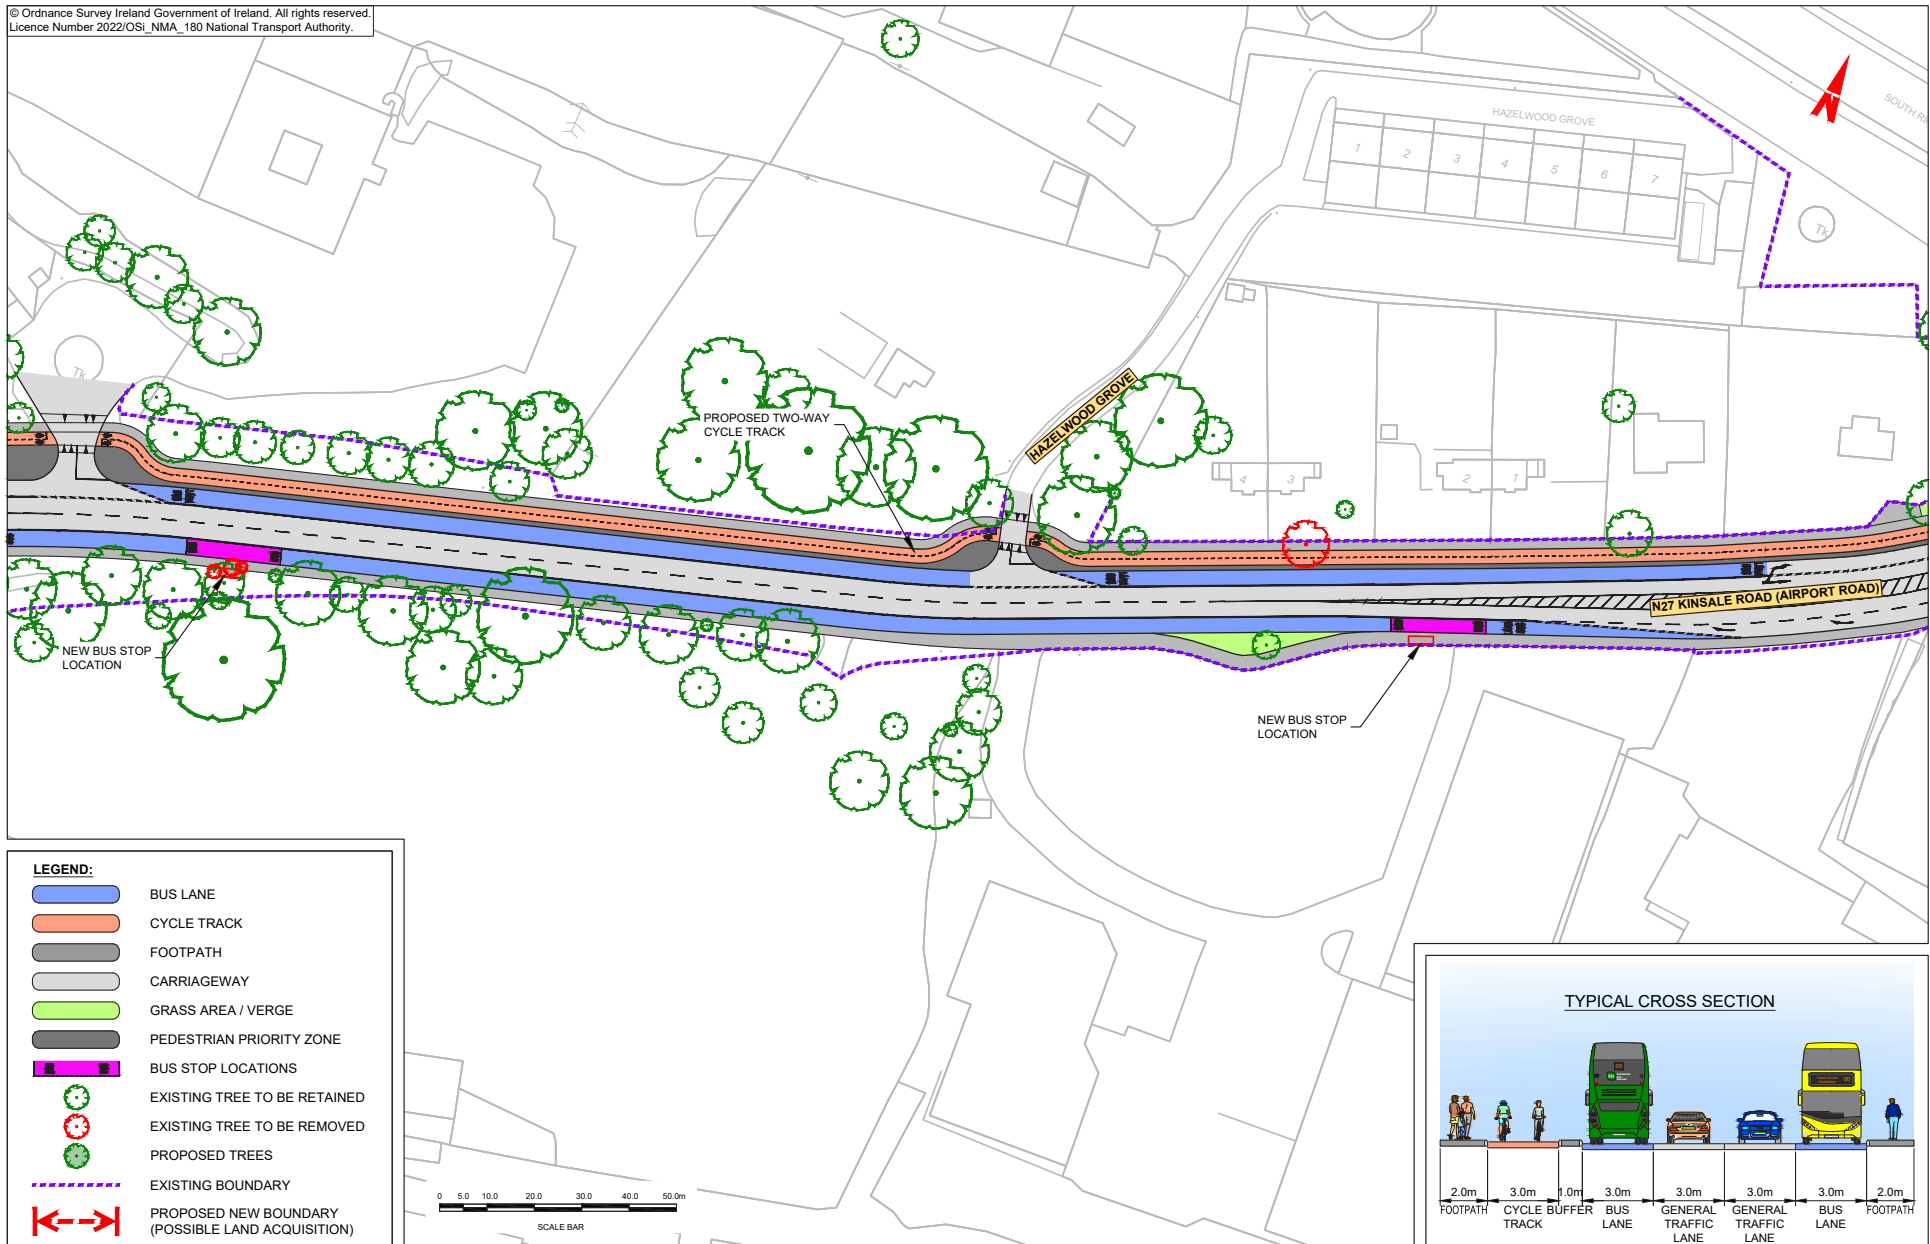 © Ordnance Survey Ireland Government of Ireland. All rights reserved.
Licence Number 2022/OSi_NMA_180 National Transport Authority.
HAZELWOOD GROVE
1 2 3 4 5 6 7
Tk
Tk
N
PROPOSED TWO-WAY
CYCLE TRACK
HAZELWOOD GROVE
4 3
2 1
N27 KINSALE ROAD (AIRPORT ROAD)
NEW BUS STOP
LOCATION
NEW BUS STOP
LOCATION
LEGEND:
BUS LANE
CYCLE TRACK
FOOTPATH
CARRIAGEWAY
GRASS AREA / VERGE
PEDESTRIAN PRIORITY ZONE
BUS STOP LOCATIONS
EXISTING TREE TO BE RETAINED
EXISTING TREE TO BE REMOVED
PROPOSED TREES
EXISTING BOUNDARY
PROPOSED NEW BOUNDARY
(POSSIBLE LAND ACQUISITION)
0 5.0 10.0 20.0 30.0 40.0 50.0m
SCALE BAR
TYPICAL CROSS SECTION
2.0m 3.0m 1.0m 3.0m 3.0m 3.0m 3.0m 2.0m
FOOTPATH CYCLE BUFFER BUS GENERAL GENERAL BUS FOOTPATH
TRACK LANE TRAFFIC TRAFFIC LANE
LANE LANE
SOUTH